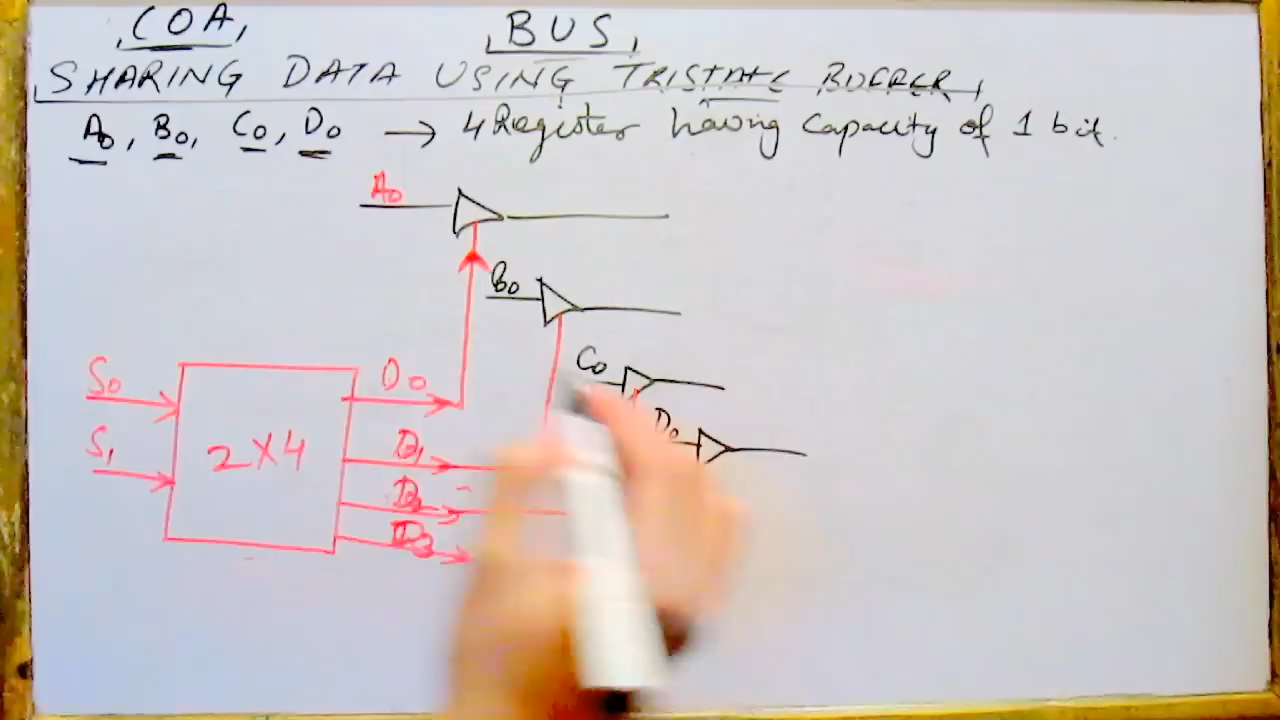 COA, BUS,
SHARING DATA USING TRISTATE BUFFER,
A0, B0, C0, D0 → 4 Register having capacity of 1 bit.
A0
B0
C0
S0 D0 D0
S1 2X4 D1
D2
D3